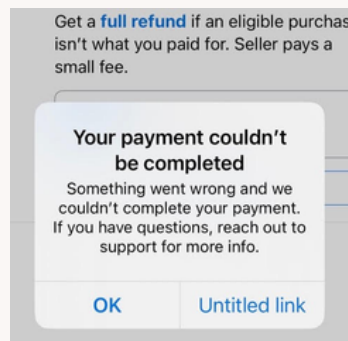 Get a full refund if an eligible purchas
isn't what you paid for. Seller pays a
small fee.
Your payment couldn't
be completed
Something went wrong and we
couldn't complete your payment.
If you have questions, reach out to
support for more info.
OK
Untitled link